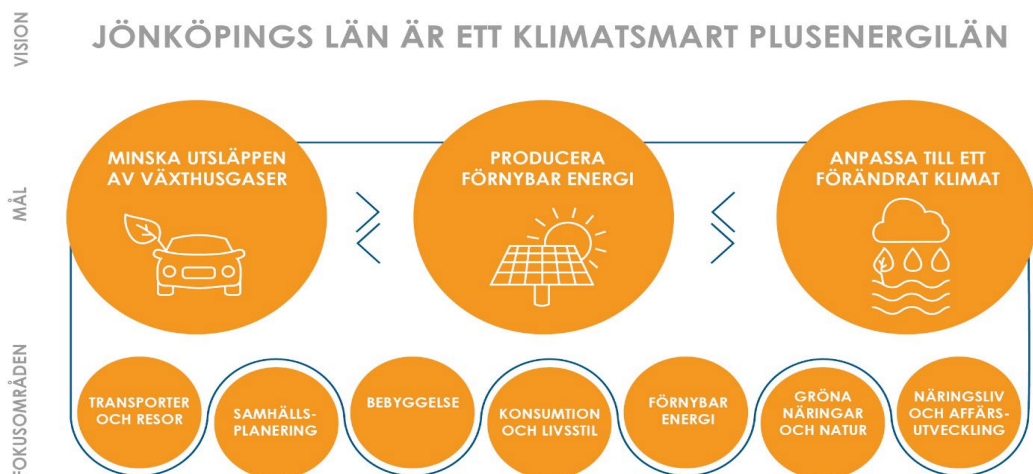 VISION
JÖNKÖPINGS LÄN ÄR ETT KLIMATSMART PLUSENERGILÄN
MÅL
MINSKA UTSLÄPPEN
AV VÄXTHUSGASER
PRODUCERA
FÖRNYBAR ENERGI
ANPASSA TILL ETT
FÖRÄNDRAT KLIMAT
FOKUSOMRÅDEN
TRANSPORTER
OCH RESOR
SAMHÄLLS-
PLANERING
BEBYGGELSE
KONSUMTION
OCH LIVSSTIL
FÖRNYBAR
ENERGI
GRÖNA
NÄRINGAR
OCH NATUR
NÄRINGSLIV
OCH AFFÄRS-
UTVECKLING